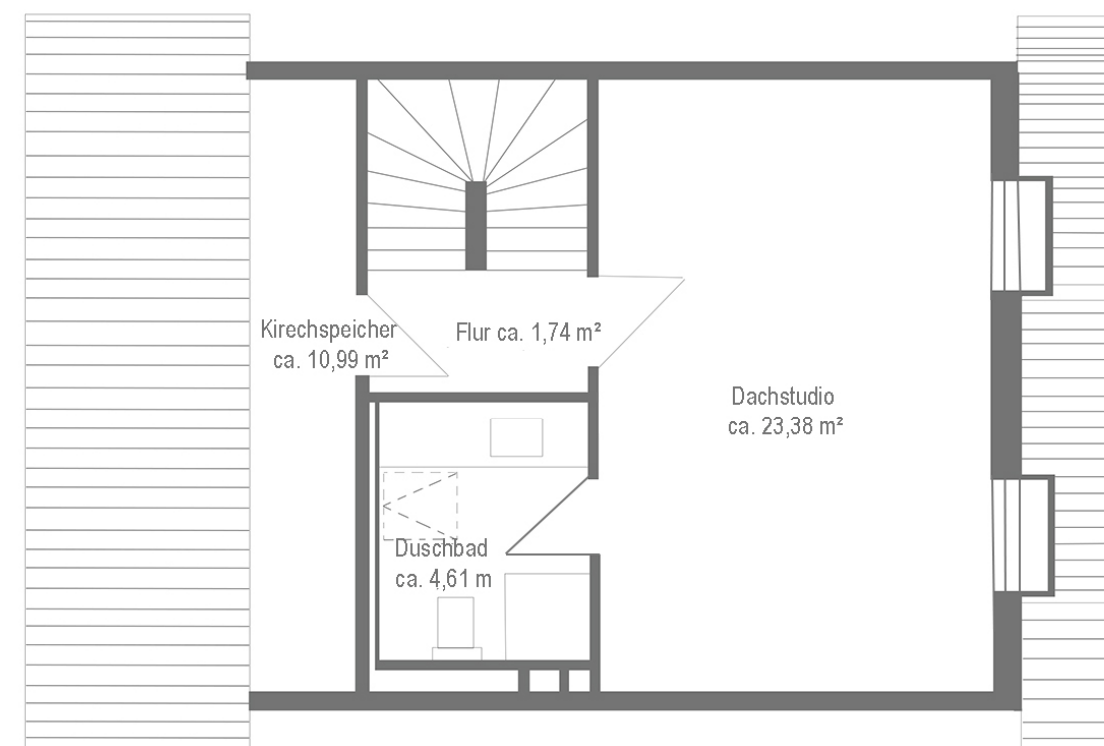 Kirechspeicher
ca. 10,99 m²
Flur ca. 1,74 m²
Dachstudio
ca. 23,38 m²
Duschbad
ca. 4,61 m